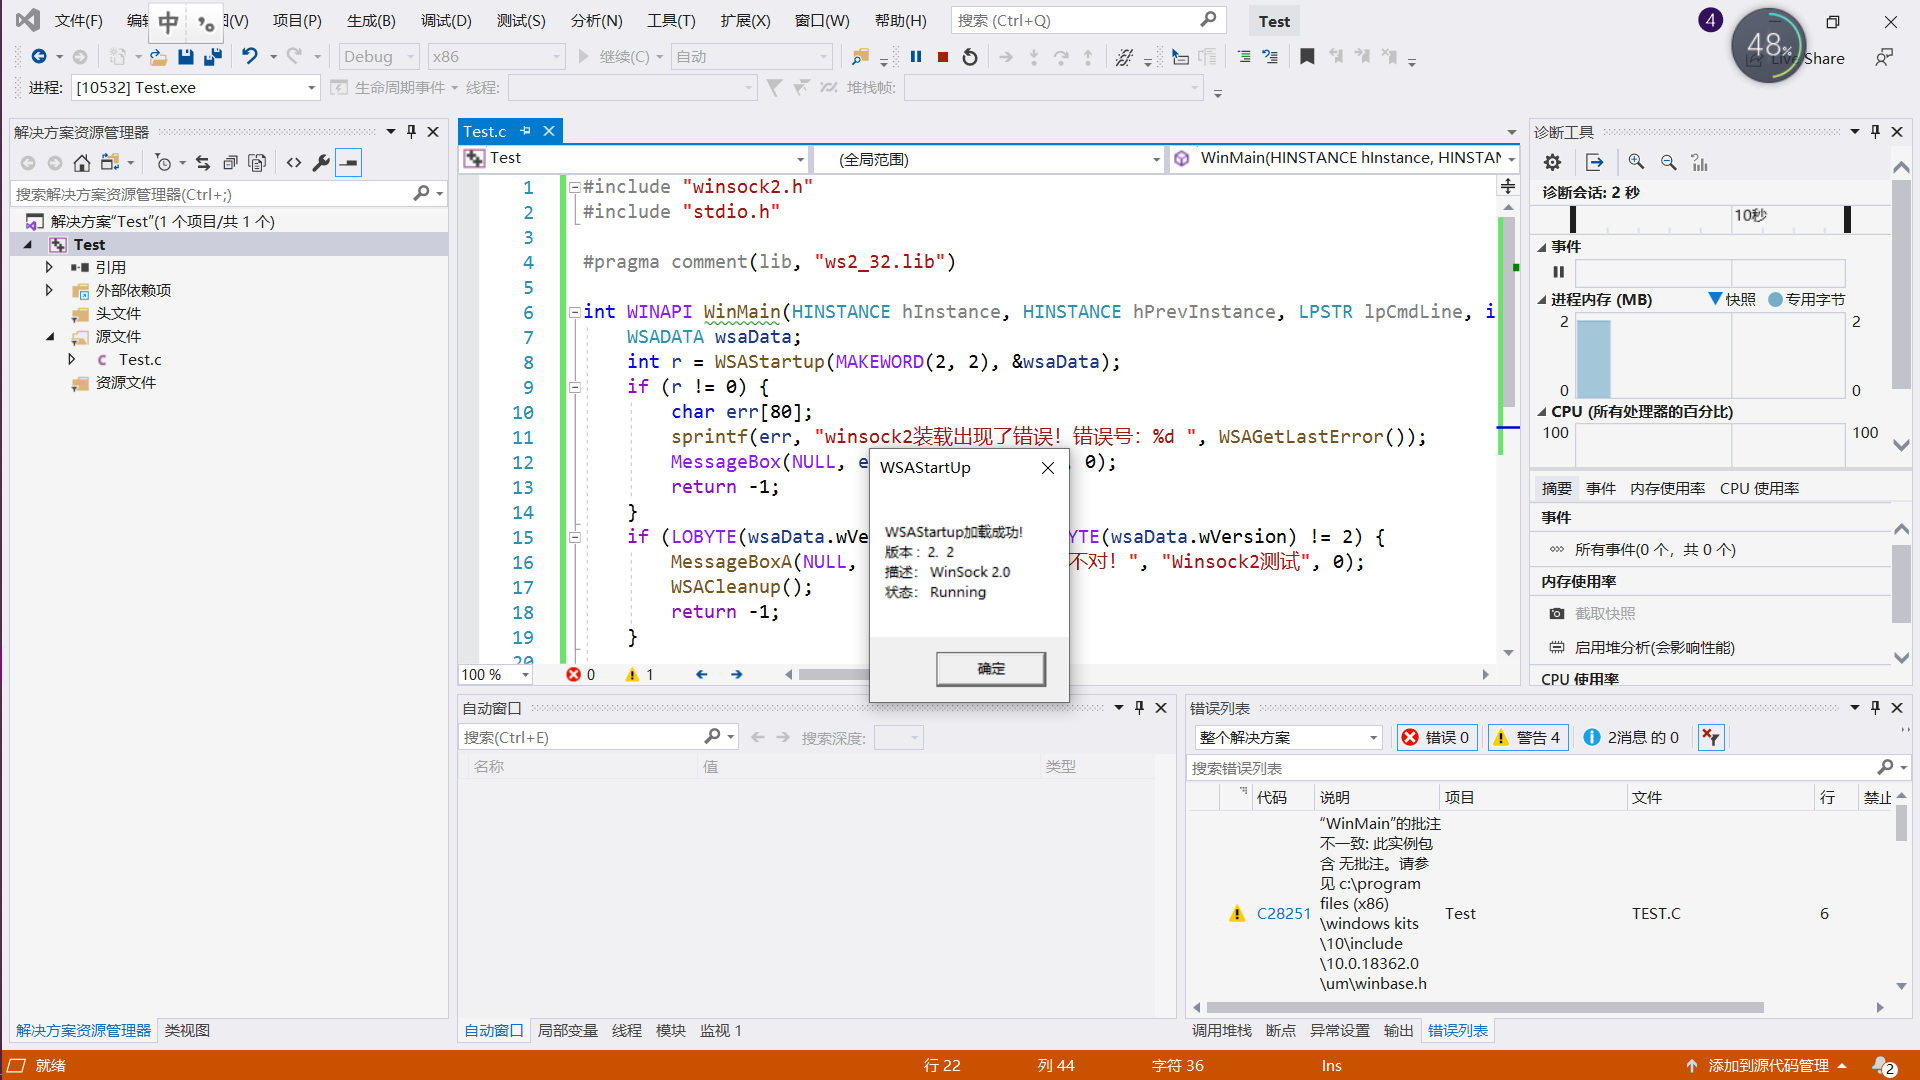 文件(F) 编辑 视图(V) 项目(P) 生成(B) 调试(D) 测试(S) 分析(N) 工具(T) 扩展(X) 窗口(W) 帮助(H) 搜索 (Ctrl+Q) Test 4
中
48%
Debug x86 继续(C) 自动 Live Share
进程: [10532] Test.exe 生命周期事件 线程: 堆栈帧:
解决方案资源管理器
搜索解决方案资源管理器(Ctrl+;)
解决方案"Test"(1 个项目/共 1 个)
Test
引用
外部依赖项
头文件
源文件
Test.c
资源文件
解决方案资源管理器 类视图
Test.c
Test (全局范围) WinMain(HINSTANCE hInstance, HINSTAN
1 #include "winsock2.h"
2 #include "stdio.h"
3
4 #pragma comment(lib, "ws2_32.lib")
5
6 int WINAPI WinMain(HINSTANCE hInstance, HINSTANCE hPrevInstance, LPSTR lpCmdLine, i
7 WSADATA wsaData;
8 int r = WSAStartup(MAKEWORD(2, 2), &wsaData);
9 if (r != 0) {
10 char err[80];
11 sprintf(err, "winsock2装载出现了错误！错误号：%d ", WSAGetLastError());
12 MessageBox(NULL, e , 0);
13 return -1;
14 }
15 if (LOBYTE(wsaData.wVe YTE(wsaData.wVersion) != 2) {
16 MessageBoxA(NULL, 不对！", "Winsock2测试", 0);
17 WSACleanup();
18 return -1;
19 }
20
100 % 0 1
WSAStartUp
WSAStartup加载成功!
版本：2. 2
描述： WinSock 2.0
状态： Running
确定
自动窗口
搜索(Ctrl+E) 搜索深度:
名称 值 类型
自动窗口 局部变量 线程 模块 监视 1
诊断工具
诊断会话: 2 秒
10秒
事件
进程内存 (MB) 快照 专用字节
2 2
0 0
CPU (所有处理器的百分比)
100 100
摘要 事件 内存使用率 CPU 使用率
事件
所有事件(0 个，共 0 个)
内存使用率
截取快照
启用堆分析(会影响性能)
CPU 使用率
错误列表
整个解决方案 错误 0 警告 4 2消息 的 0
搜索错误列表
代码 说明 项目 文件 行 禁止
"WinMain"的批注
不一致: 此实例包
含 无批注。请参
见 c:\program
files (x86)
C28251 \windows kits Test TEST.C 6
\10\include
\10.0.18362.0
\um\winbase.h
调用堆栈 断点 异常设置 输出 错误列表
就绪 行 22 列 44 字符 36 Ins 添加到源代码管理 2